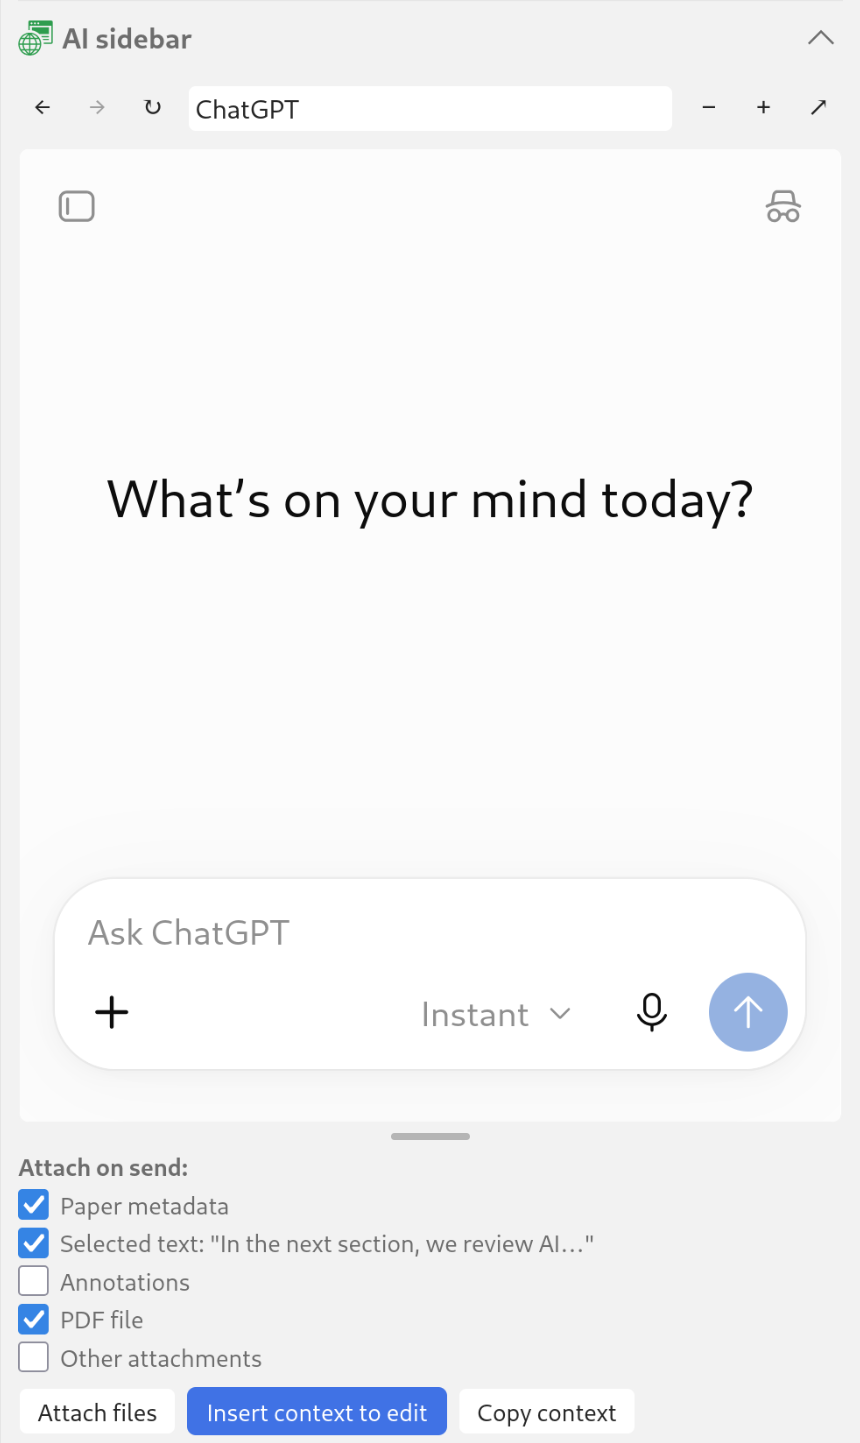 AI sidebar
ChatGPT
What's on your mind today?
Ask ChatGPT
Instant
Attach on send:
Paper metadata
Selected text: "In the next section, we review AI..."
Annotations
PDF file
Other attachments
Attach files Insert context to edit Copy context